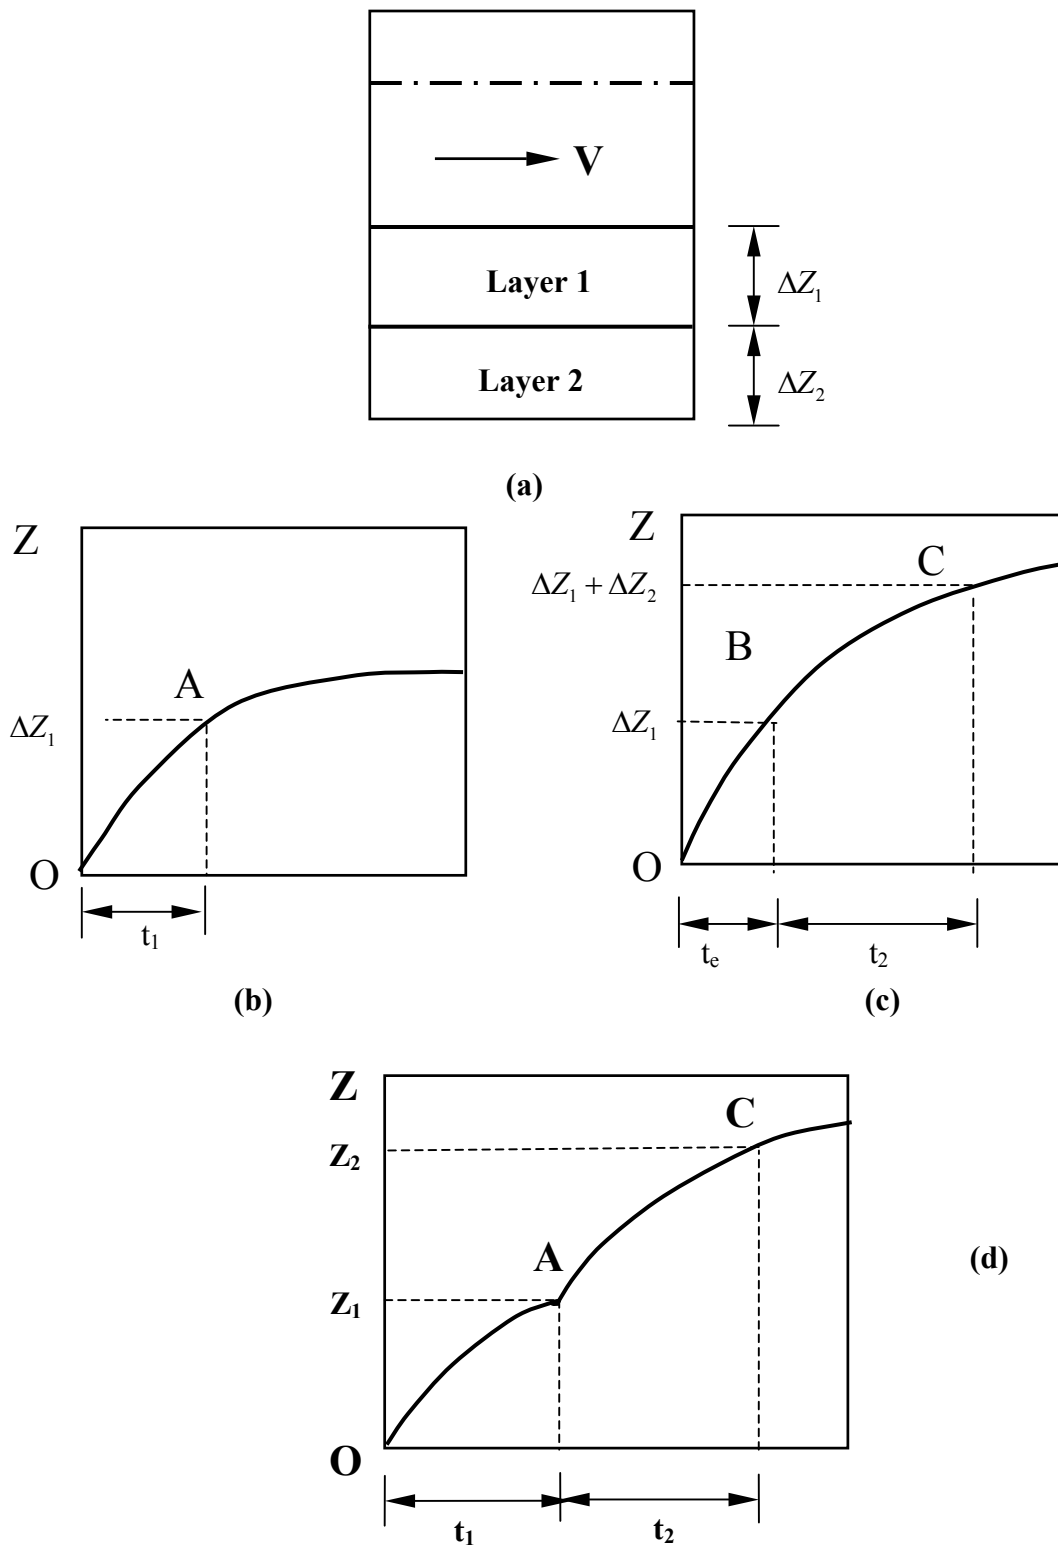 V
Layer 1
ΔZ₁
Layer 2
ΔZ₂
(a)
Z
A
ΔZ₁
O
t₁
(b)
Z
C
ΔZ₁ + ΔZ₂
B
ΔZ₁
O
tₑ
t₂
(c)
Z
C
Z₂
A
Z₁
(d)
O
t₁
t₂